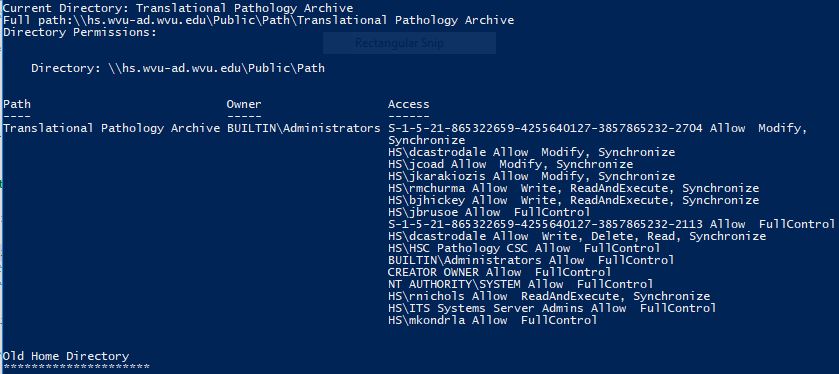 Current Directory: Translational Pathology Archive
Full path:\\hs.wvu-ad.wvu.edu\Public\Path\Translational Pathology Archive
Directory Permissions:
Rectangular Snip
Directory: \\hs.wvu-ad.wvu.edu\Public\Path
Path Owner Access
---- ----- ------
Translational Pathology Archive BUILTIN\Administrators S-1-5-21-865322659-4255640127-3857865232-2704 Allow  Modify,
Synchronize
HS\dcastrodale Allow  Modify, Synchronize
HS\jcoad Allow  Modify, Synchronize
HS\jkarakiozis Allow  Modify, Synchronize
HS\rmchurma Allow  Write, ReadAndExecute, Synchronize
HS\bjhickey Allow  Write, ReadAndExecute, Synchronize
HS\jbrusoe Allow  FullControl
S-1-5-21-865322659-4255640127-3857865232-2113 Allow  FullControl
HS\dcastrodale Allow  Write, Delete, Read, Synchronize
HS\HSC Pathology CSC Allow  FullControl
BUILTIN\Administrators Allow  FullControl
CREATOR OWNER Allow  FullControl
NT AUTHORITY\SYSTEM Allow  FullControl
HS\rnichols Allow  ReadAndExecute, Synchronize
HS\ITS Systems Server Admins Allow  FullControl
HS\mkondrla Allow  FullControl
Old Home Directory
*********************